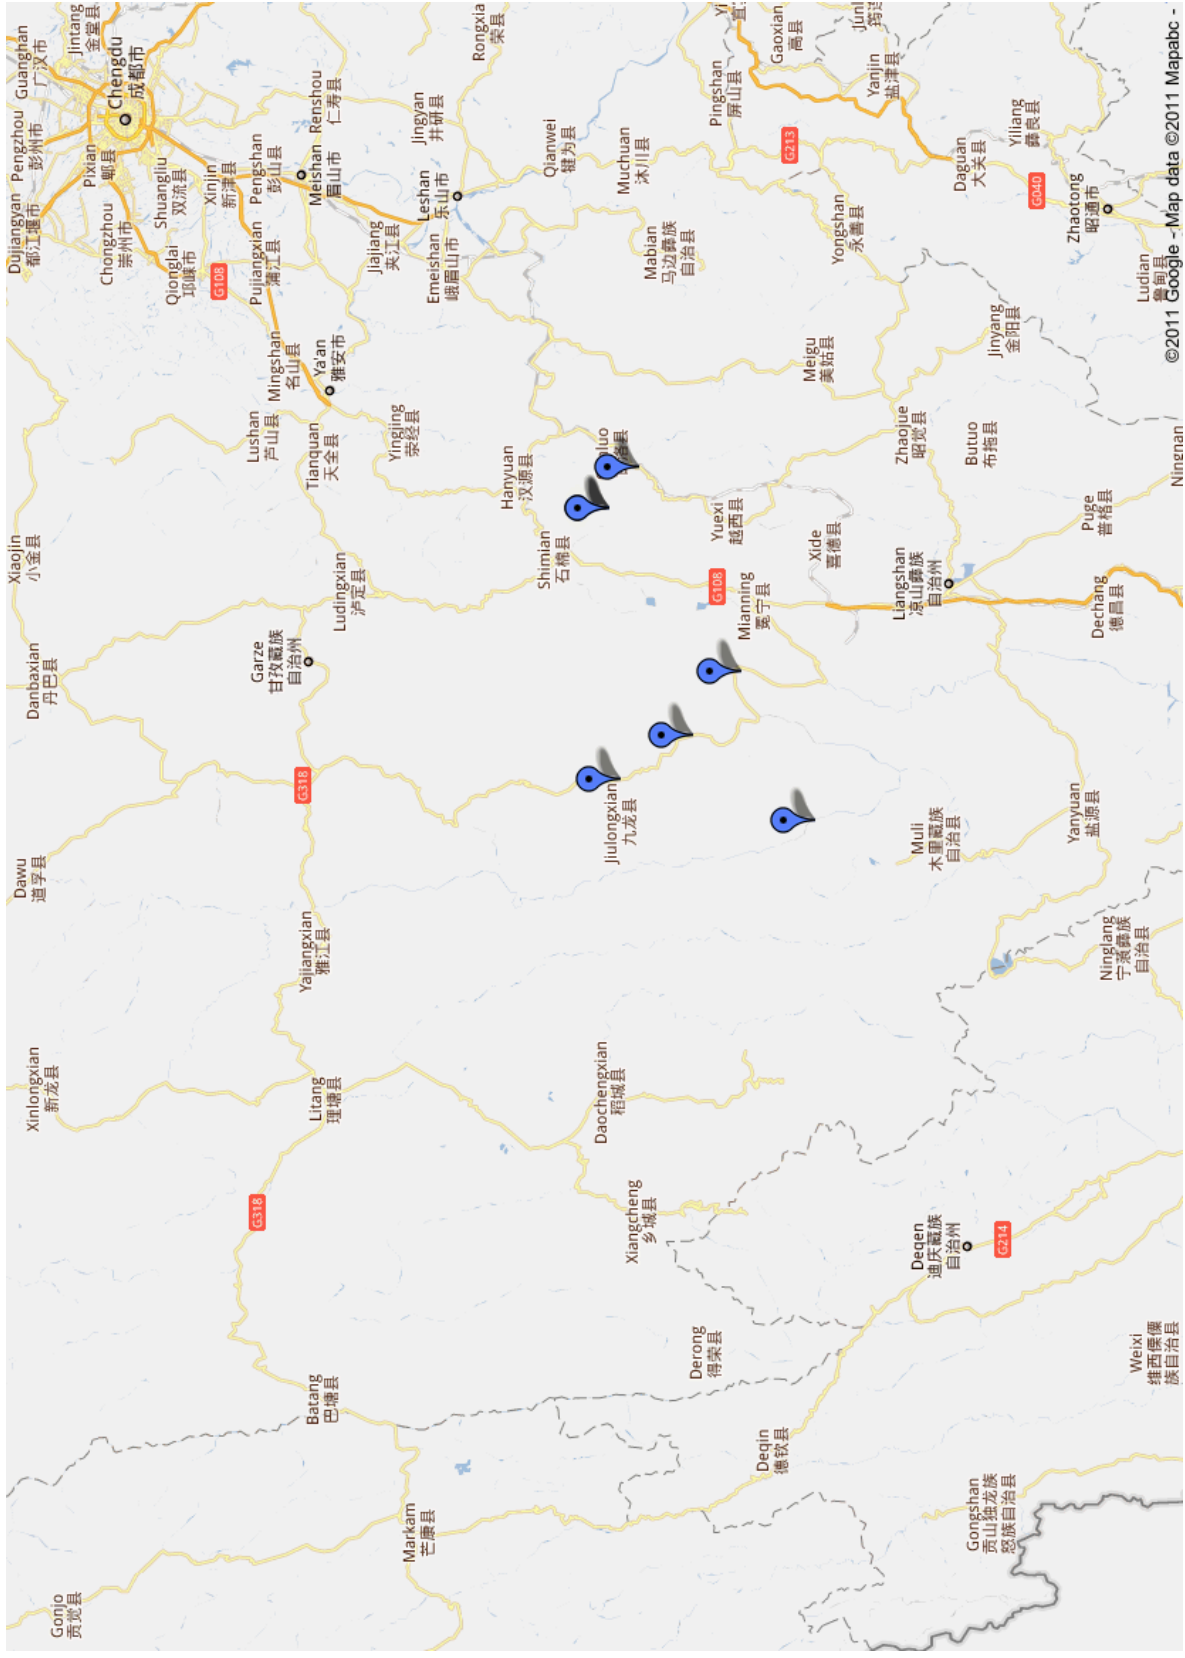 Gonjo
贡觉县
Xinlongxian
新龙县
Dawu
道孚县
Danbaxian
丹巴县
Xiaojin
小金县
Dujiangyan
都江堰市
Pengzhou
彭州市
Guanghan
广汉市
Jintang
金堂县
Pixian
郫县
Chengdu
成都市
Chongzhou
崇州市
Shuangliu
双流县
Qionglai
邛崃市
Xinjin
新津县
G108
G318
Pujiangxian
蒲江县
Pengshan
彭山县
Garze
甘孜藏族
自治州
Lushan
芦山县
Mingshan
名山县
G318
Batang
巴塘县
Litang
理塘县
Yajiangxian
雅江县
Tianquan
天全县
Ya'an
雅安市
Meishan
眉山市
Renshou
仁寿县
Ludingxian
泸定县
Jiajiang
夹江县
Markam
芒康县
Yingjing
荥经县
Emeishan
峨眉山市
Leshan
乐山市
Jingyan
井研县
Rongxia
荣县
Hanyuan
汉源县
Shimian
石棉县
Qianwei
犍为县
Daochengxian
稻城县
Jiulongxian
九龙县
luo
Muchuan
沐川县
Xiangcheng
乡城县
Mabian
马边彝族
自治县
Derong
得荣县
G108
Yuexi
越西县
Pingshan
屏山县
Yi
Mianning
冕宁县
Deqin
德钦县
G213
Gaoxian
高县
Xide
喜德县
Meigu
美姑县
Yongshan
永善县
Junl
Yanjin
盐津县
Deqen
迪庆藏族
自治州
Muli
木里藏族
自治县
Liangshan
凉山彝族
自治州
Zhaojue
昭觉县
G214
Gongshan
贡山独龙族
怒族自治县
Butuo
布拖县
Jinyang
金阳县
Daguan
大关县
G040
Yiliang
彝良县
Yanyuan
盐源县
Dechang
德昌县
Puge
普格县
Zhaotong
昭通市
Ninglang
宁蒗彝族
自治县
Weixi
维西傈僳
族自治县
Ludian
鲁甸县
Ningnan
©2011 Google - Map data ©2011 Mapabc -